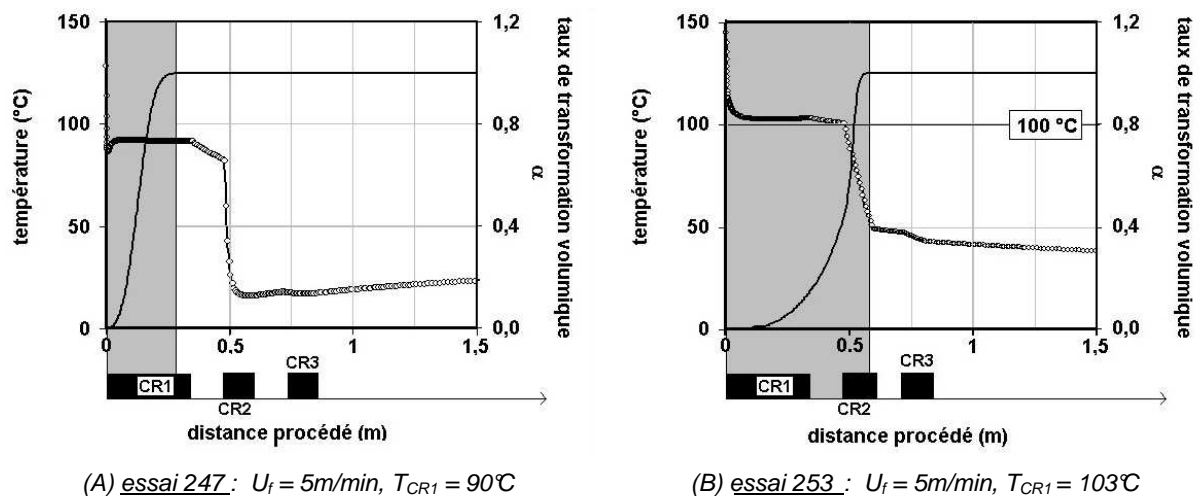 température (°C)
150
100
50
0
0
0.5
1
1,5
1,2
0,8
0,4
0,0
taux de transformation volumique
α
CR1
CR2
CR3
distance procédé (m)
(A) essai 247 : Uf = 5m/min, TCR1 = 90°C
température (°C)
150
100
50
0
0
0.5
1
1,5
1,2
0,8
0,4
0,0
taux de transformation volumique
α
100 °C
CR1
CR2
CR3
distance procédé (m)
(B) essai 253 : Uf = 5m/min, TCR1 = 103°C